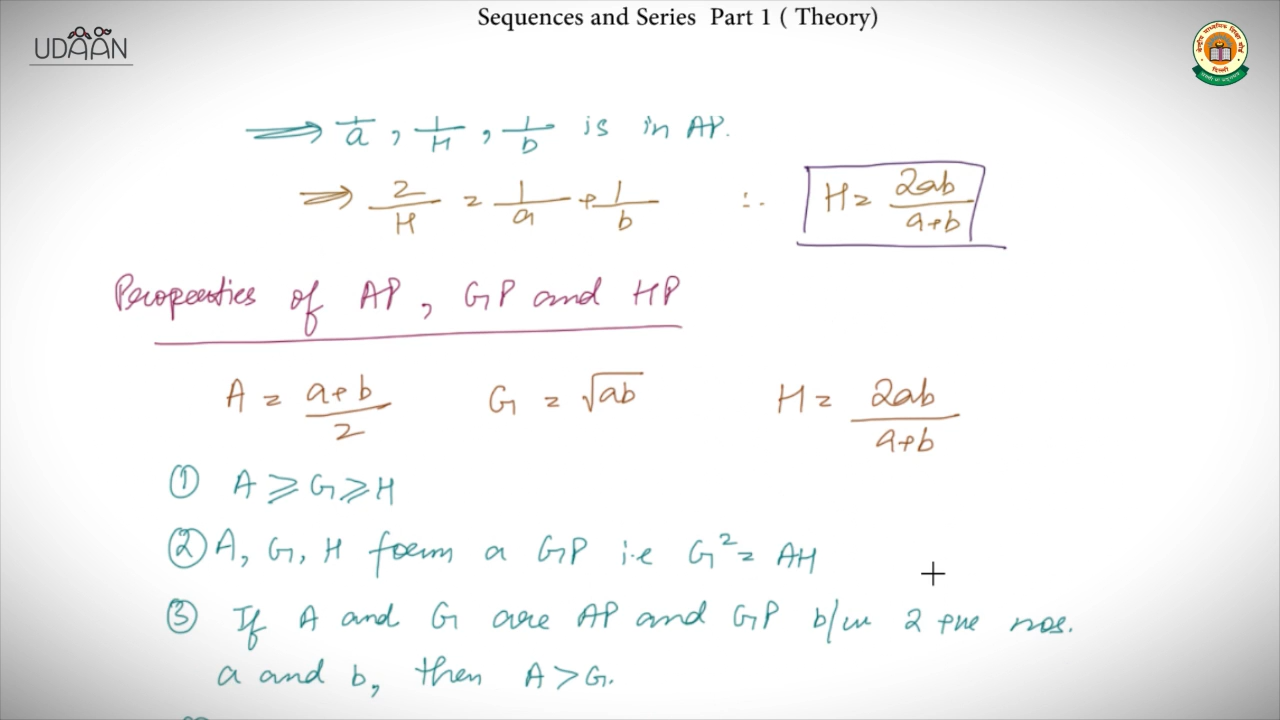 Sequences and Series Part 1 ( Theory)
UDAAN
⟹ 1/a , 1/H , 1/b is in AP.
⟹ 2/H = 1/a + 1/b ∴ H = 2ab/(a+b)
Properties of AP, GP and HP
A = (a+b)/2 G = √ab H = 2ab/(a+b)
① A ⩾ G ⩾ H
② A, G, H form a GP i.e G² = AH
③ If A and G are AP and GP b/w 2 +ve nos.
a and b, then A > G.